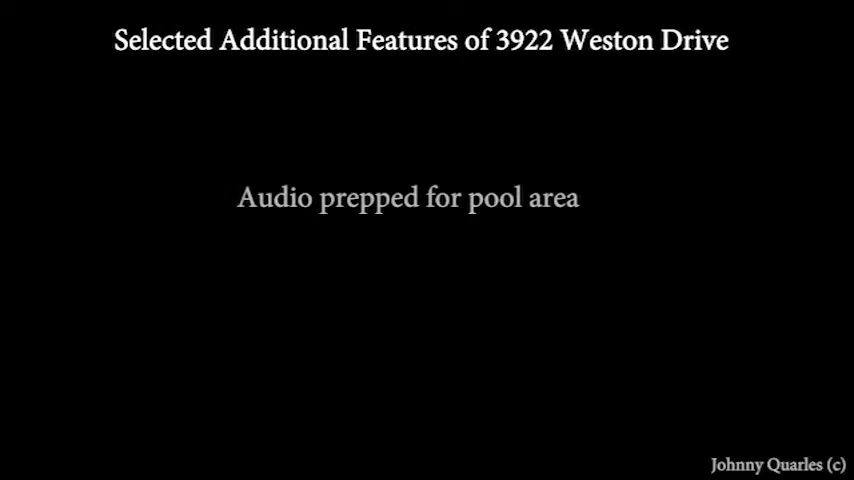 Selected Additional Features of 3922 Weston Drive
Audio prepped for pool area
Johnny Quarles (c)